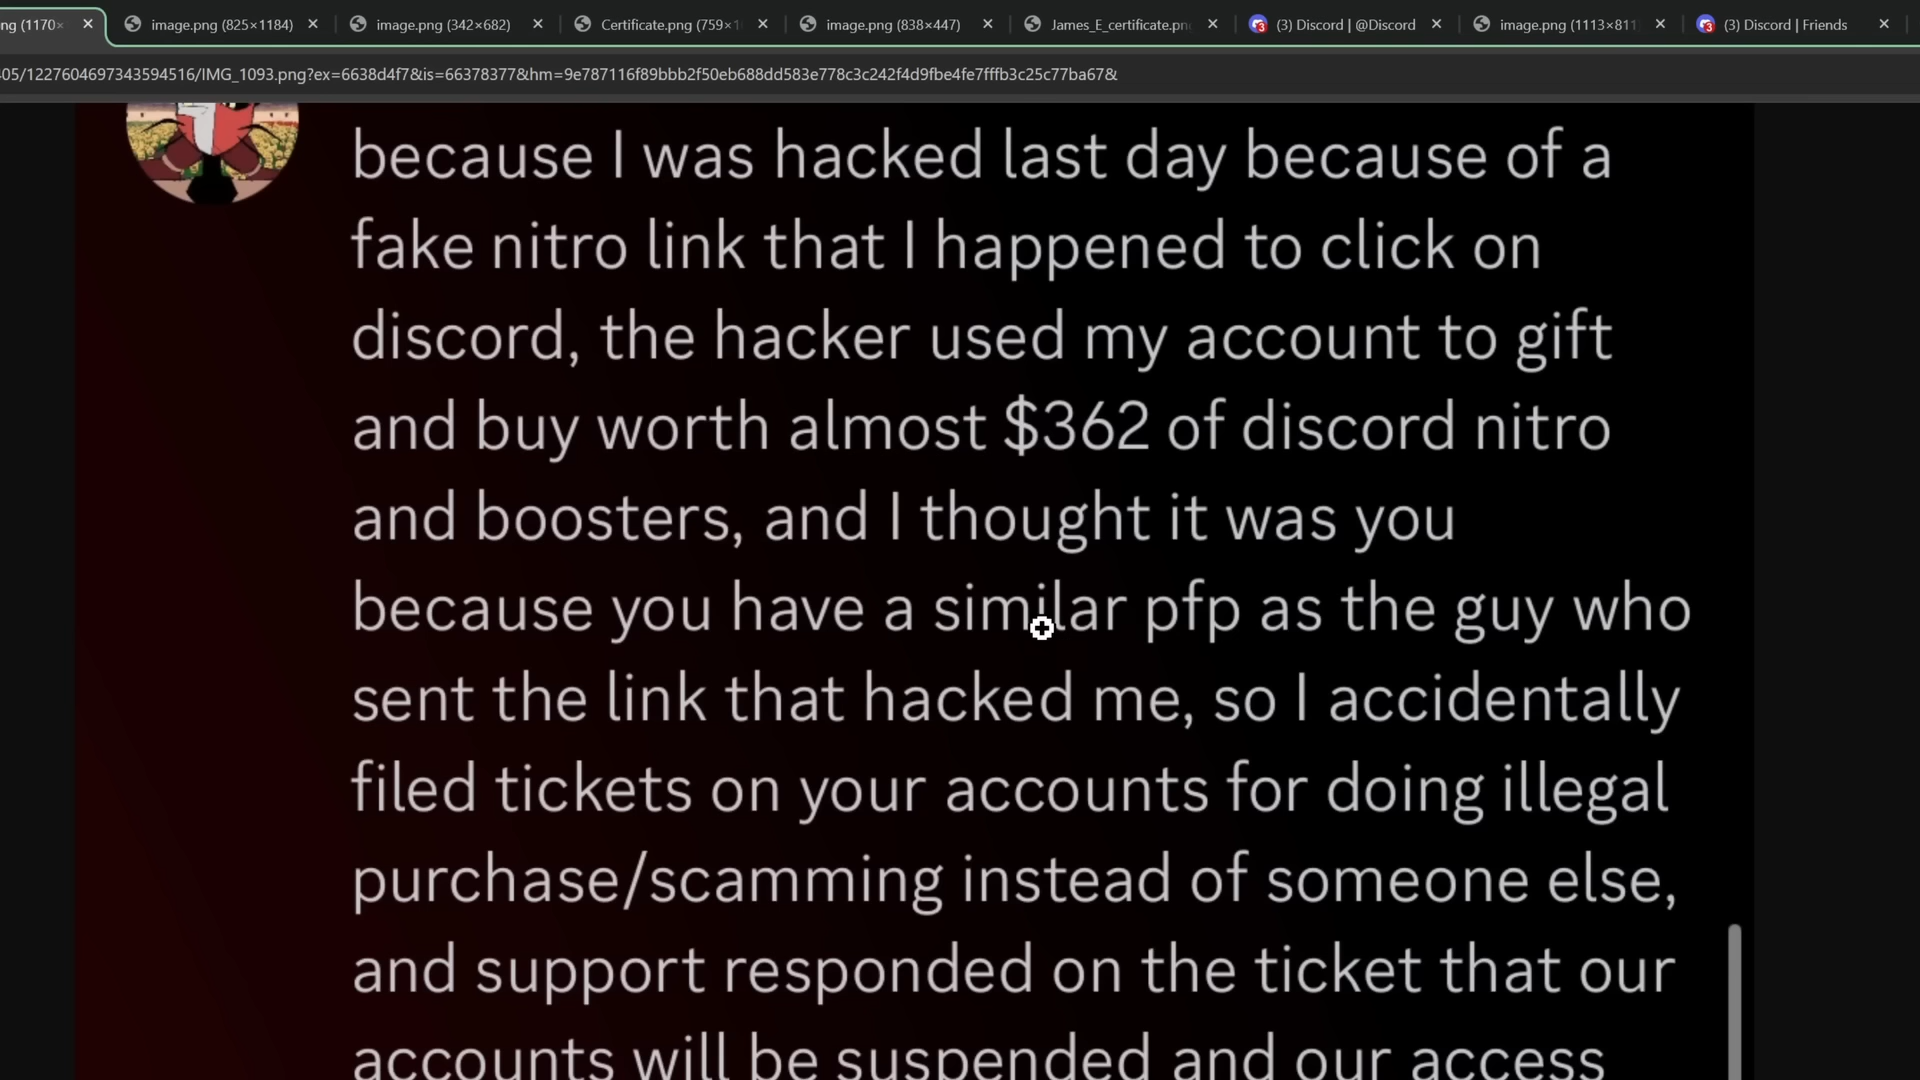 ng (1170×
image.png (825×1184)
image.png (342×682)
Certificate.png (759×1
image.png (838×447)
James_E_certificate.pn
(3) Discord | @Discord
image.png (1113×811
(3) Discord | Friends
05/1227604697343594516/IMG_1093.png?ex=6638d4f7&is=66378377&hm=9e787116f89bbb2f50eb688dd583e778c3c242f4d9fbe4fe7fffb3c25c77ba67&
because I was hacked last day because of a
fake nitro link that I happened to click on
discord, the hacker used my account to gift
and buy worth almost $362 of discord nitro
and boosters, and I thought it was you
because you have a similar pfp as the guy who
sent the link that hacked me, so I accidentally
filed tickets on your accounts for doing illegal
purchase/scamming instead of someone else,
and support responded on the ticket that our
accounts will be suspended and our access